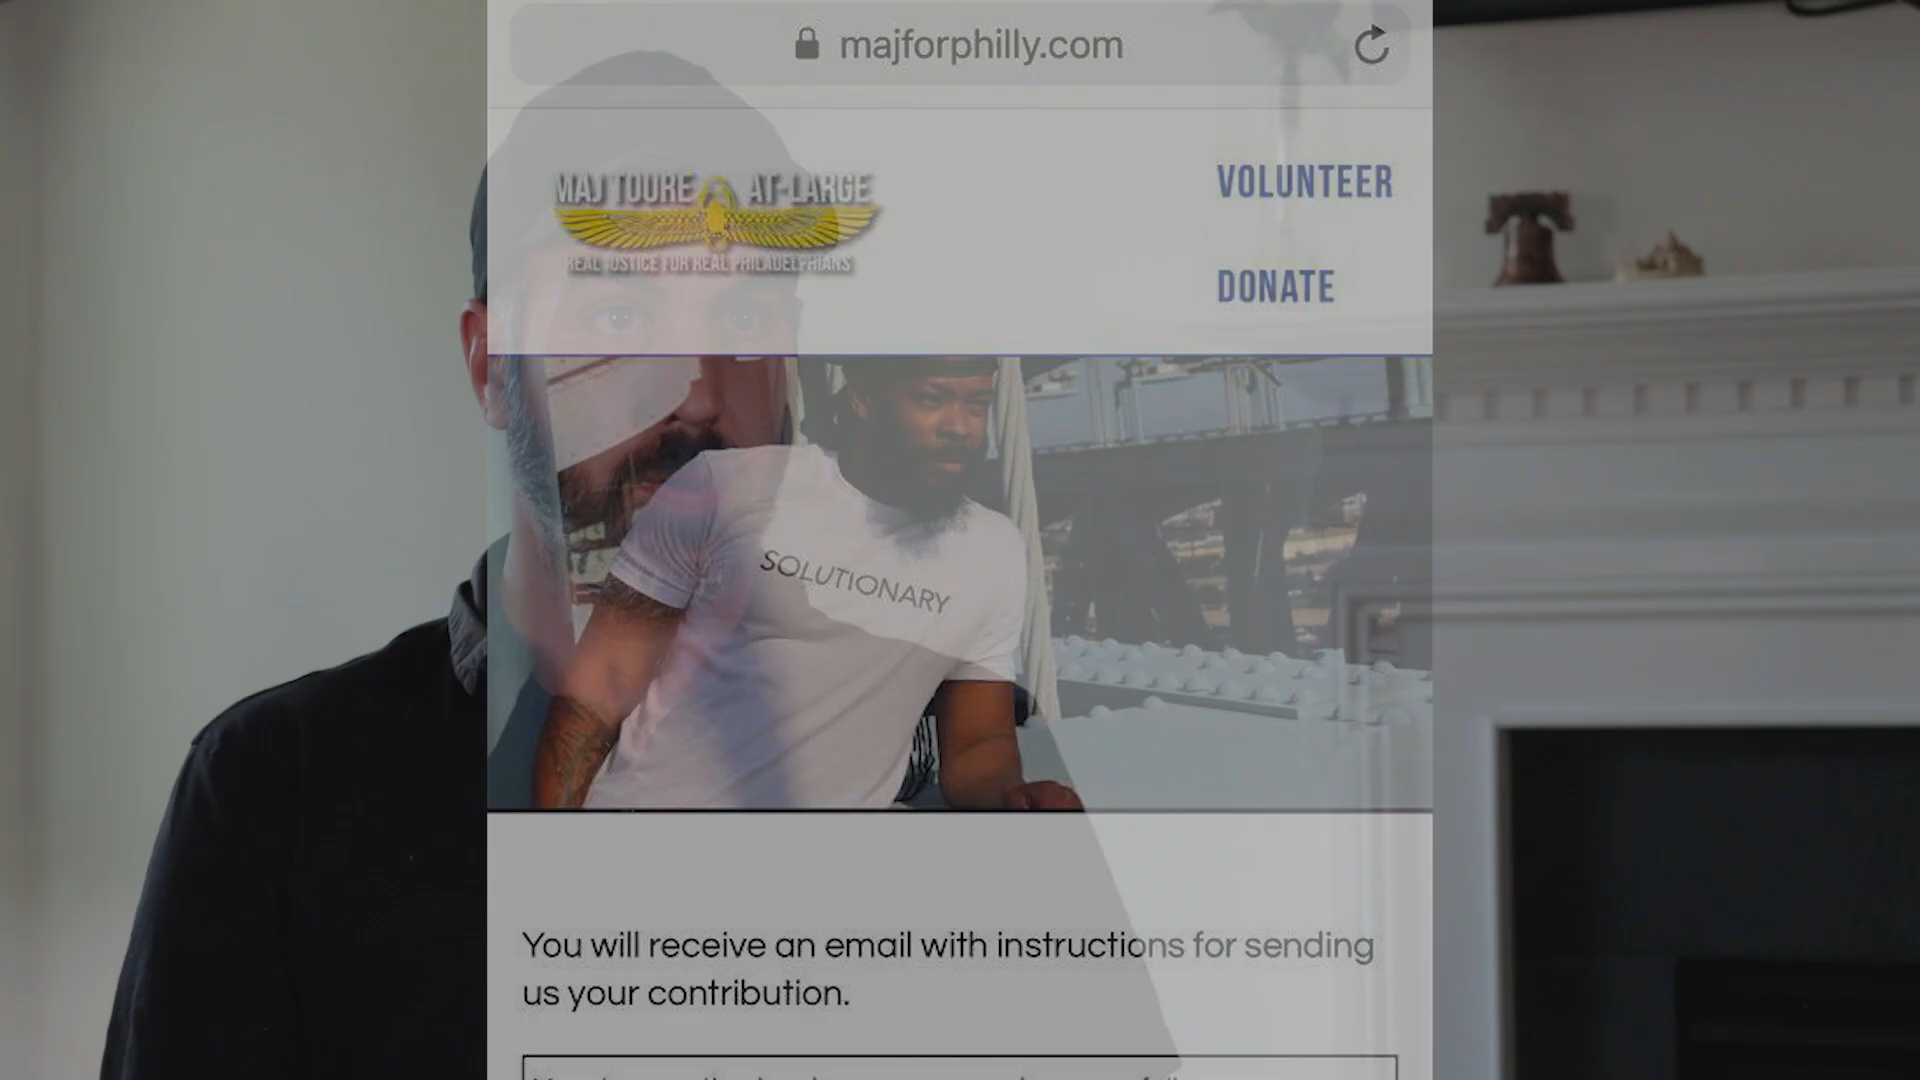 majforphilly.com
MAJ TOURE AT-LARGE
REAL JUSTICE FOR REAL PHILADELPHIANS
VOLUNTEER
DONATE
SOLUTIONARY
You will receive an email with instructions for sending
us your contribution.